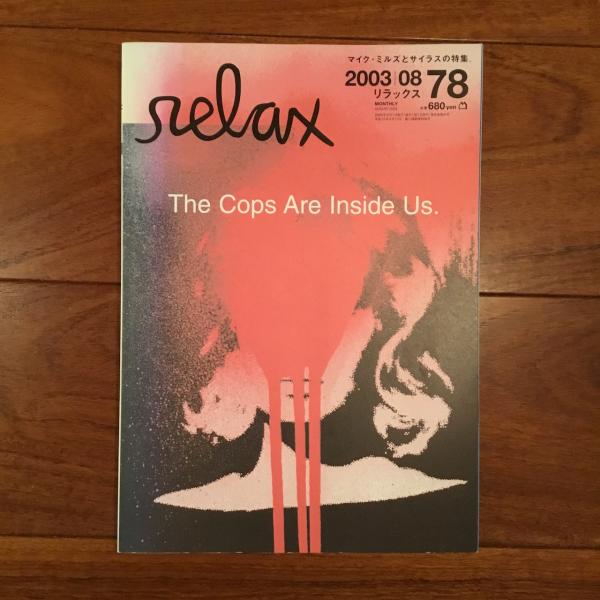 マイク・ミルズとサイラスの特集。
relax
2003|08 78
リラックス
MONTHLY
680yen
The Cops Are Inside Us.